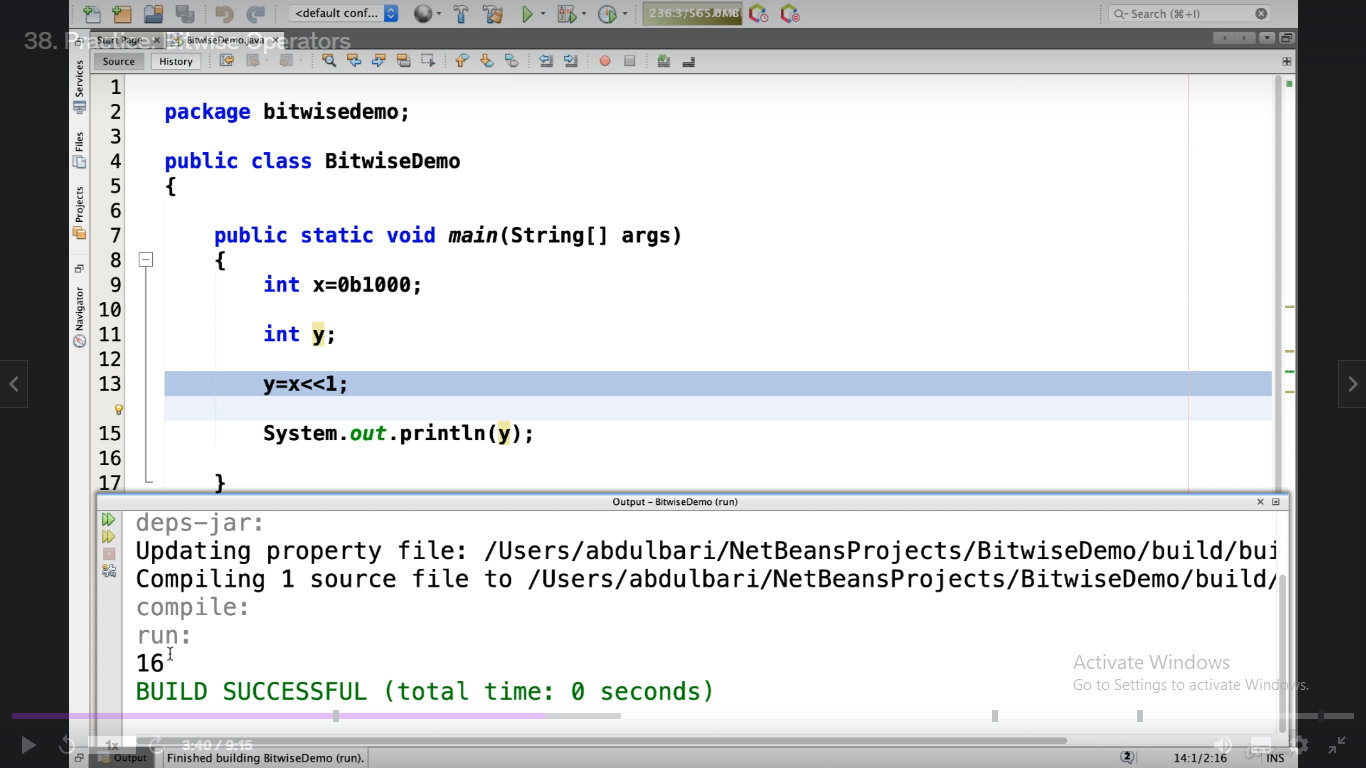 <default conf...
236.3/565.0MB
Search (⌘+I)
38. Practice: Bitwise Operators
Start Page
BitwiseDemo.java
Source
History
Services
Files
Projects
Navigator
1
2 package bitwisedemo;
3
4 public class BitwiseDemo
5 {
6
7 public static void main(String[] args)
8 {
9 int x=0b1000;
10
11 int y;
12
13 y=x<<1;
15 System.out.println(y);
16
17 }
Output – BitwiseDemo (run)
deps-jar:
Updating property file: /Users/abdulbari/NetBeansProjects/BitwiseDemo/build/bui
Compiling 1 source file to /Users/abdulbari/NetBeansProjects/BitwiseDemo/build/
compile:
run:
16
BUILD SUCCESSFUL (total time: 0 seconds)
Activate Windows
Go to Settings to activate Windows.
1x
3:40 / 9:15
Output
Finished building BitwiseDemo (run).
2
14:1/2:16
INS